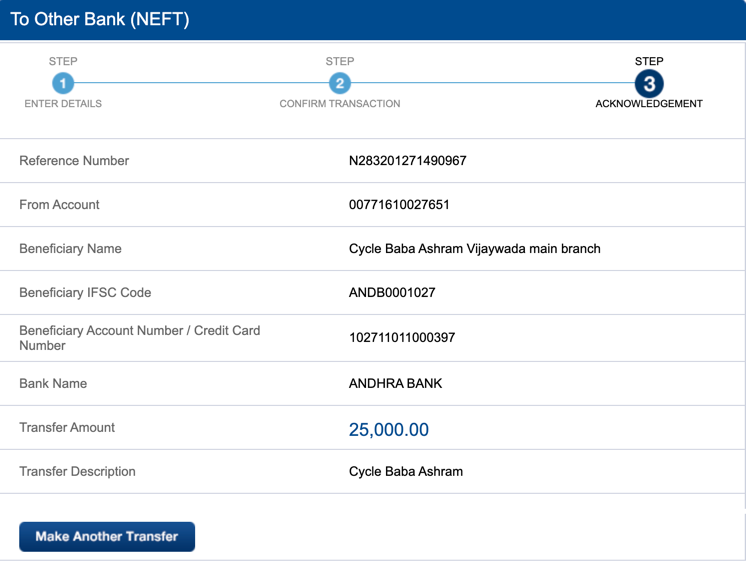 To Other Bank (NEFT)
STEP
STEP
STEP
1
2
3
ENTER DETAILS
CONFIRM TRANSACTION
ACKNOWLEDGEMENT
Reference Number
N283201271490967
From Account
00771610027651
Beneficiary Name
Cycle Baba Ashram Vijaywada main branch
Beneficiary IFSC Code
ANDB0001027
Beneficiary Account Number / Credit Card
Number
102711011000397
Bank Name
ANDHRA BANK
Transfer Amount
25,000.00
Transfer Description
Cycle Baba Ashram
Make Another Transfer